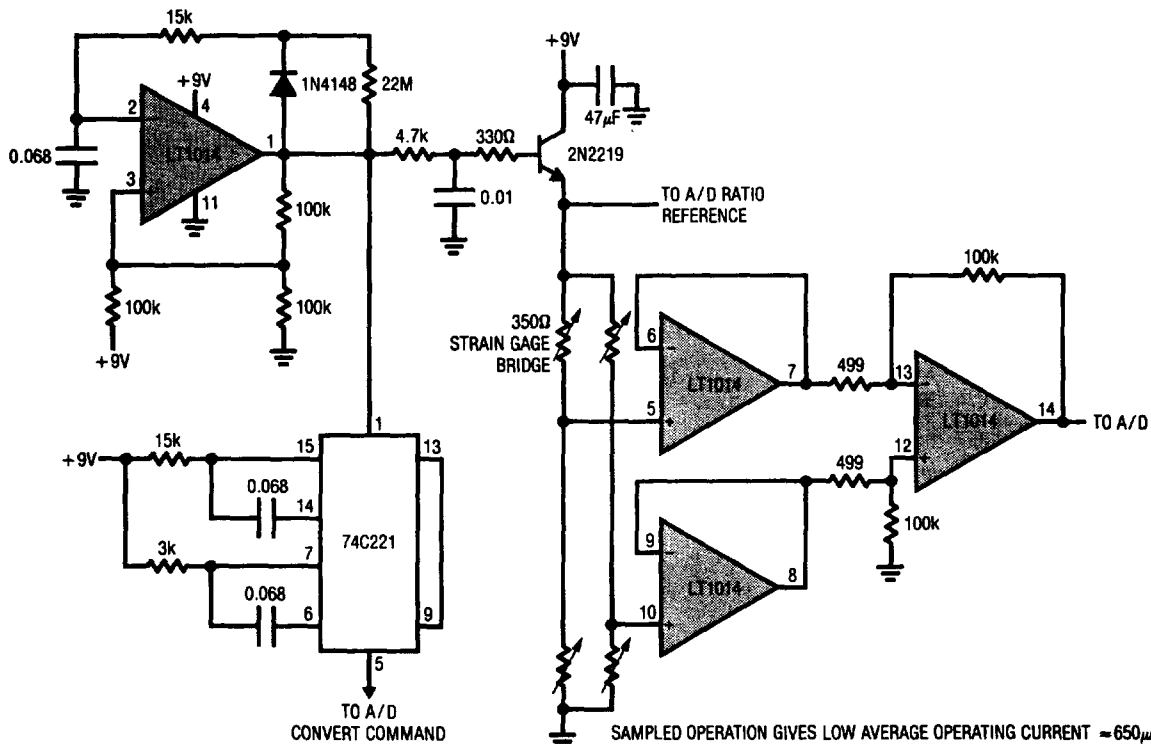 15k
+9V
1N4148
22M
+9V
2
4
47µF
0.068
LT1014
1
4.7k
330Ω
2N2219
3
11
100k
0.01
TO A/D RATIO
REFERENCE
100k
100k
100k
+9V
350Ω
STRAIN GAGE
BRIDGE
6
LT1014
7
499
13
5
LT1014
14
TO A/D
1
+9V
15k
15
13
12
499
0.068
14
100k
74C221
9
3k
7
LT1014
8
0.068
6
9
10
5
TO A/D
CONVERT COMMAND
SAMPLED OPERATION GIVES LOW AVERAGE OPERATING CURRENT ≈650µ